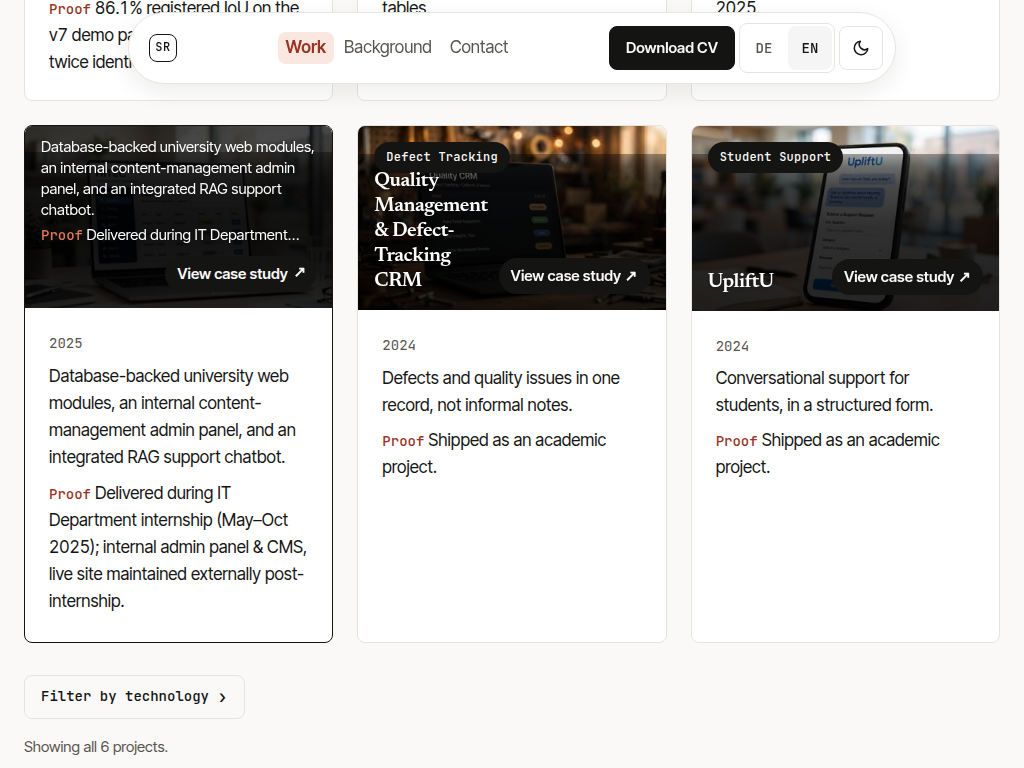 Proof 86.1% registered IoU on the
v7 demo pa
twice identi
tables.
2025
SR
Work
Background
Contact
Download CV
DE
EN
Database-backed university web modules,
an internal content-management admin
panel, and an integrated RAG support
chatbot.
Proof Delivered during IT Department…
View case study ↗
2025
Database-backed university web
modules, an internal content-
management admin panel, and an
integrated RAG support chatbot.
Proof Delivered during IT
Department internship (May–Oct
2025); internal admin panel & CMS,
live site maintained externally post-
internship.
Defect Tracking
Quality CRM
Quality
Management
& Defect-
Tracking
CRM
View case study ↗
2024
Defects and quality issues in one
record, not informal notes.
Proof Shipped as an academic
project.
Student Support
UpliftU
UpliftU
View case study ↗
2024
Conversational support for
students, in a structured form.
Proof Shipped as an academic
project.
Filter by technology ›
Showing all 6 projects.